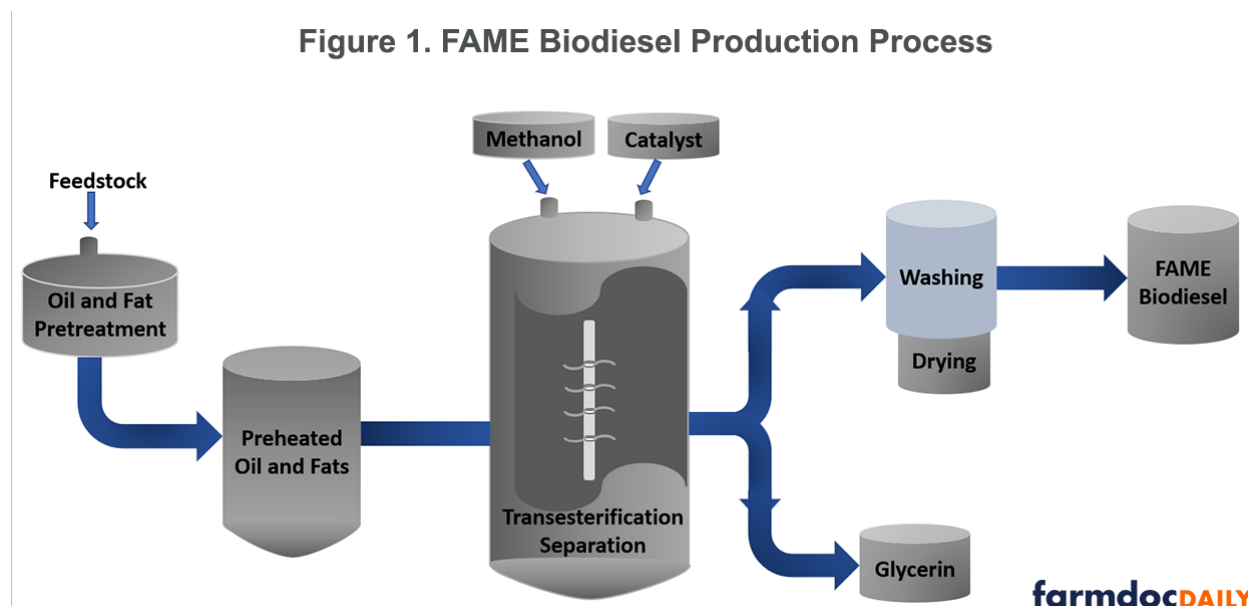 Figure 1. FAME Biodiesel Production Process
Methanol
Catalyst
Feedstock
Oil and Fat
Pretreatment
Preheated
Oil and Fats
Transesterification
Separation
Washing
Drying
FAME
Biodiesel
Glycerin
farmdocDAILY